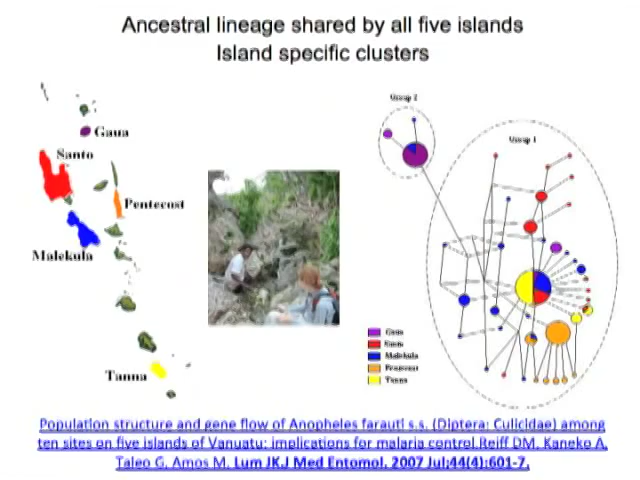 Ancestral lineage shared by all five islands
Island specific clusters
Gaua
Santo
Pentecost
Malekula
Tanna
Group 2
Group 1
Gaua
Santo
Malekula
Pentecost
Tanna
Population structure and gene flow of Anopheles farauti s.s. (Diptera: Culicidae) among
ten sites on five islands of Vanuatu: implications for malaria control.Reiff DM, Kaneko A,
Taleo G, Amos M, Lum JK.J Med Entomol. 2007 Jul;44(4):601-7.